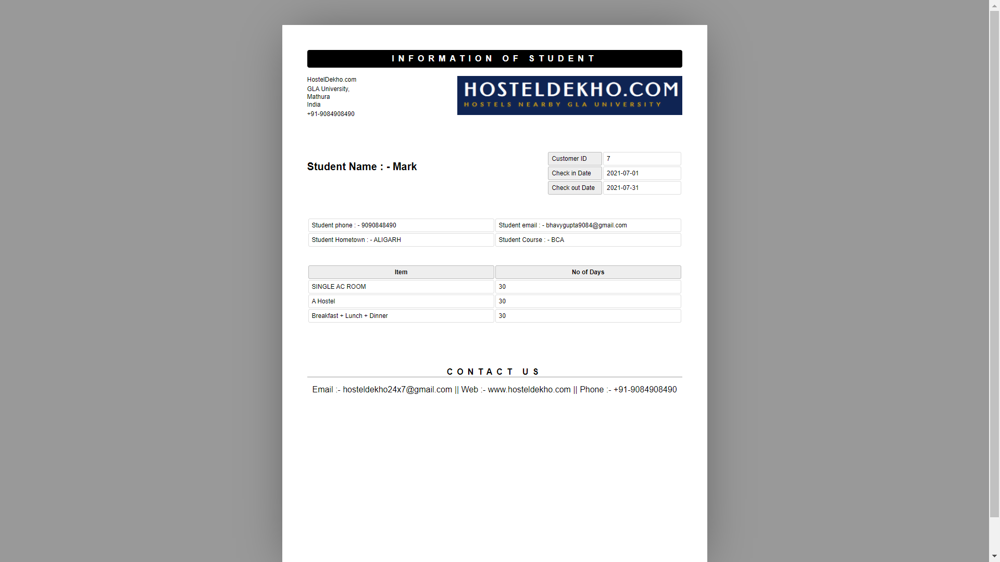 INFORMATION OF STUDENT
HostelDekho.com
GLA University,
Mathura
India
+91-9084908490
HOSTELDEKHO.COM
HOSTELS NEARBY GLA UNIVERSITY
Student Name : - Mark
Customer ID 7
Check in Date 2021-07-01
Check out Date 2021-07-31
Student phone : - 9090848490 Student email : - bhavygupta9084@gmail.com
Student Hometown : - ALIGARH Student Course : - BCA
Item No of Days
SINGLE AC ROOM 30
A Hostel 30
Breakfast + Lunch + Dinner 30
CONTACT US
Email :- hosteldekho24x7@gmail.com || Web :- www.hosteldekho.com || Phone :- +91-9084908490